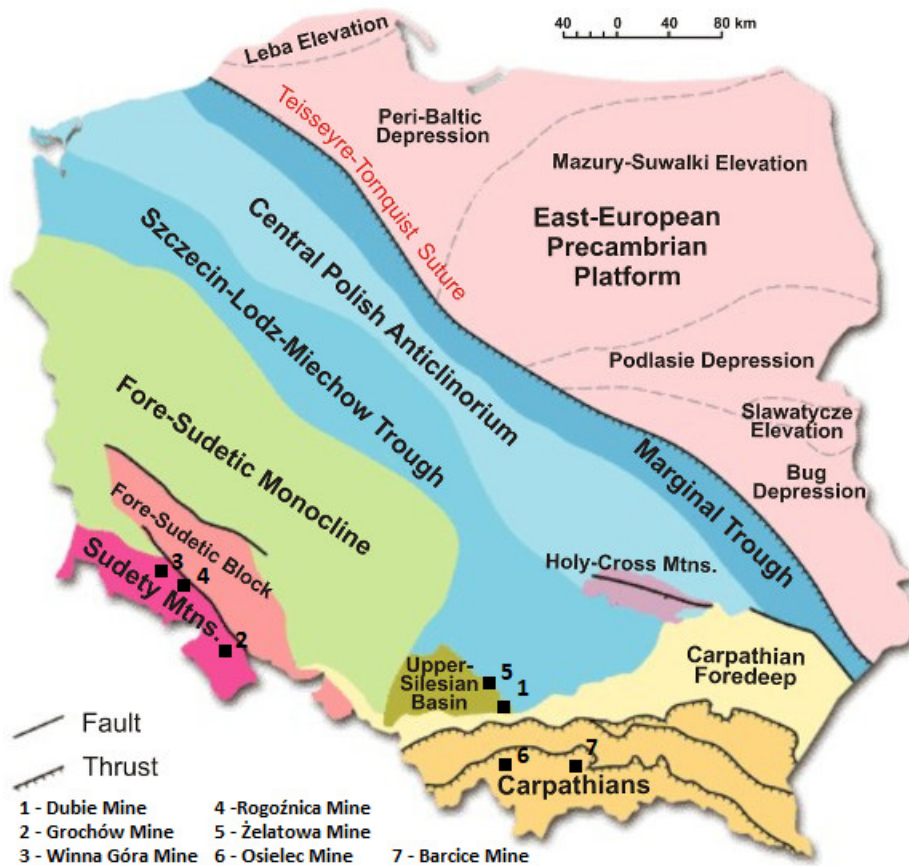 40 0 40 80 km
Leba Elevation
Teisseyre-Tornquist Suture
Peri-Baltic
Depression
Mazury-Suwalki Elevation
East-European
Precambrian
Platform
Central Polish Anticlinorium
Szczecin-Lodz-Miechow Trough
Podlasie Depression
Slawatycze
Elevation
Bug
Depression
Marginal Trough
Fore-Sudetic Monocline
Fore-Sudetic Block
Holy-Cross Mtns.
Sudety Mtns.
3
4
2
Upper-
Silesian
Basin
5
1
Carpathian
Foredeep
6
7
Carpathians
Fault
Thrust
1 - Dubie Mine 4 -Rogoźnica Mine
2 - Grochów Mine 5 - Żelatowa Mine
3 - Winna Góra Mine 6 - Osielec Mine 7 - Barcice Mine